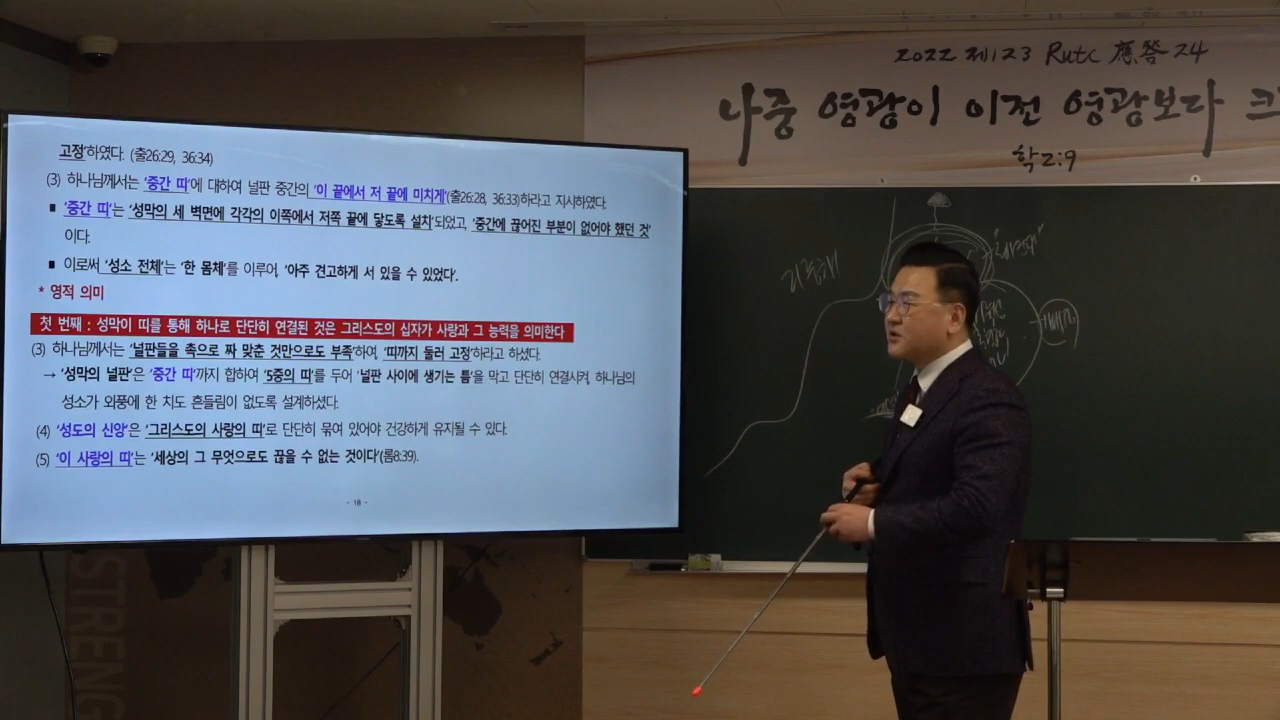 2022 제123 Rutc 應答 24
나중 영광이 이전 영광보다 크
학2:9
고정'하였다. (출26:29, 36:34)
(3) 하나님께서는 '중간 띠'에 대하여 널판 중간의 '이 끝에서 저 끝에 미치게'(출26:28, 36:33)하라고 지시하였다.
■ '중간 띠'는 '성막의 세 벽면에 각각의 이쪽에서 저쪽 끝에 닿도록 설치'되었고, '중간에 끊어진 부분이 없어야 했던 것'
이다.
■ 이로써 '성소 전체'는 '한 몸체'를 이루어, '아주 견고하게 서 있을 수 있었다'.
* 영적 의미
첫 번째 : 성막이 띠를 통해 하나로 단단히 연결된 것은 그리스도의 십자가 사랑과 그 능력을 의미한다
(3) 하나님께서는 '널판들을 촉으로 짜 맞춘 것만으로도 부족'하여, '띠까지 둘러 고정'하라고 하셨다.
→ '성막의 널판'은 '중간 띠'까지 합하여 '5중의 띠'를 두어 '널판 사이에 생기는 틈'을 막고 단단히 연결시켜, 하나님의
성소가 외풍에 한 치도 흔들림이 없도록 설계하셨다.
(4) '성도의 신앙'은 '그리스도의 사랑의 띠'로 단단히 묶여 있어야 건강하게 유지될 수 있다.
(5) '이 사랑의 띠'는 '세상의 그 무엇으로도 끊을 수 없는 것이다'(롬8:39).
- 18 -
지중해
STRENG